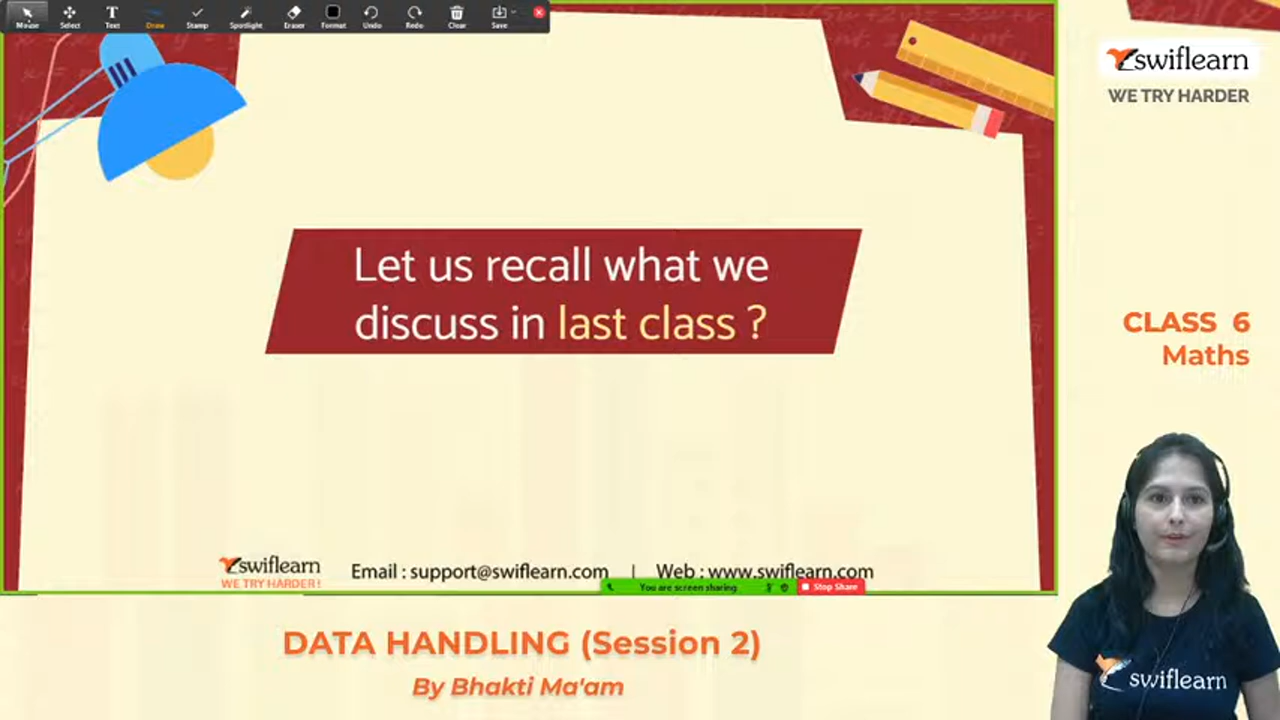 Mouse Select Text Draw Stamp Spotlight Eraser Format Undo Redo Clear Save
swiflearn
WE TRY HARDER
Let us recall what we
discuss in last class ?
CLASS 6
Maths
swiflearn
WE TRY HARDER !
Email : support@swiflearn.com | Web : www.swiflearn.com
You are screen sharing Stop Share
DATA HANDLING (Session 2)
By Bhakti Ma'am
swiflearn